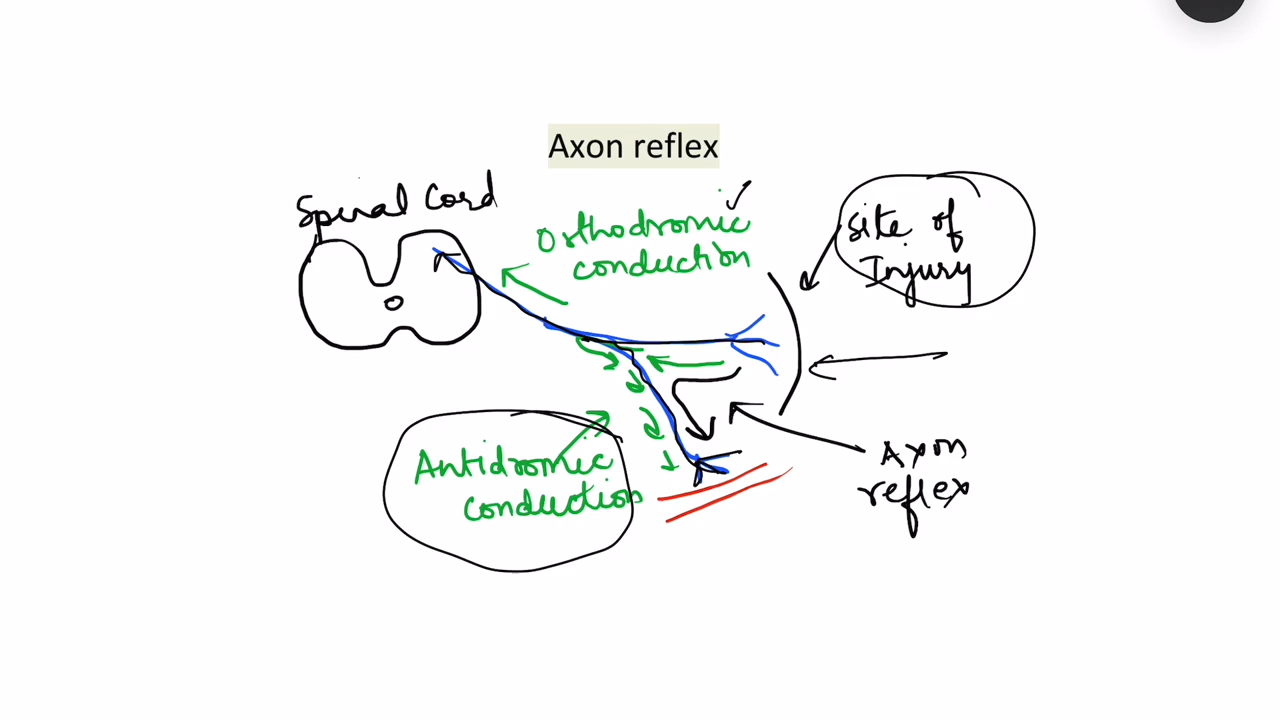 Axon reflex
Spinal Cord
Orthodromic
conduction
Site of
Injury
Antidromic
conduction
Axon
reflex